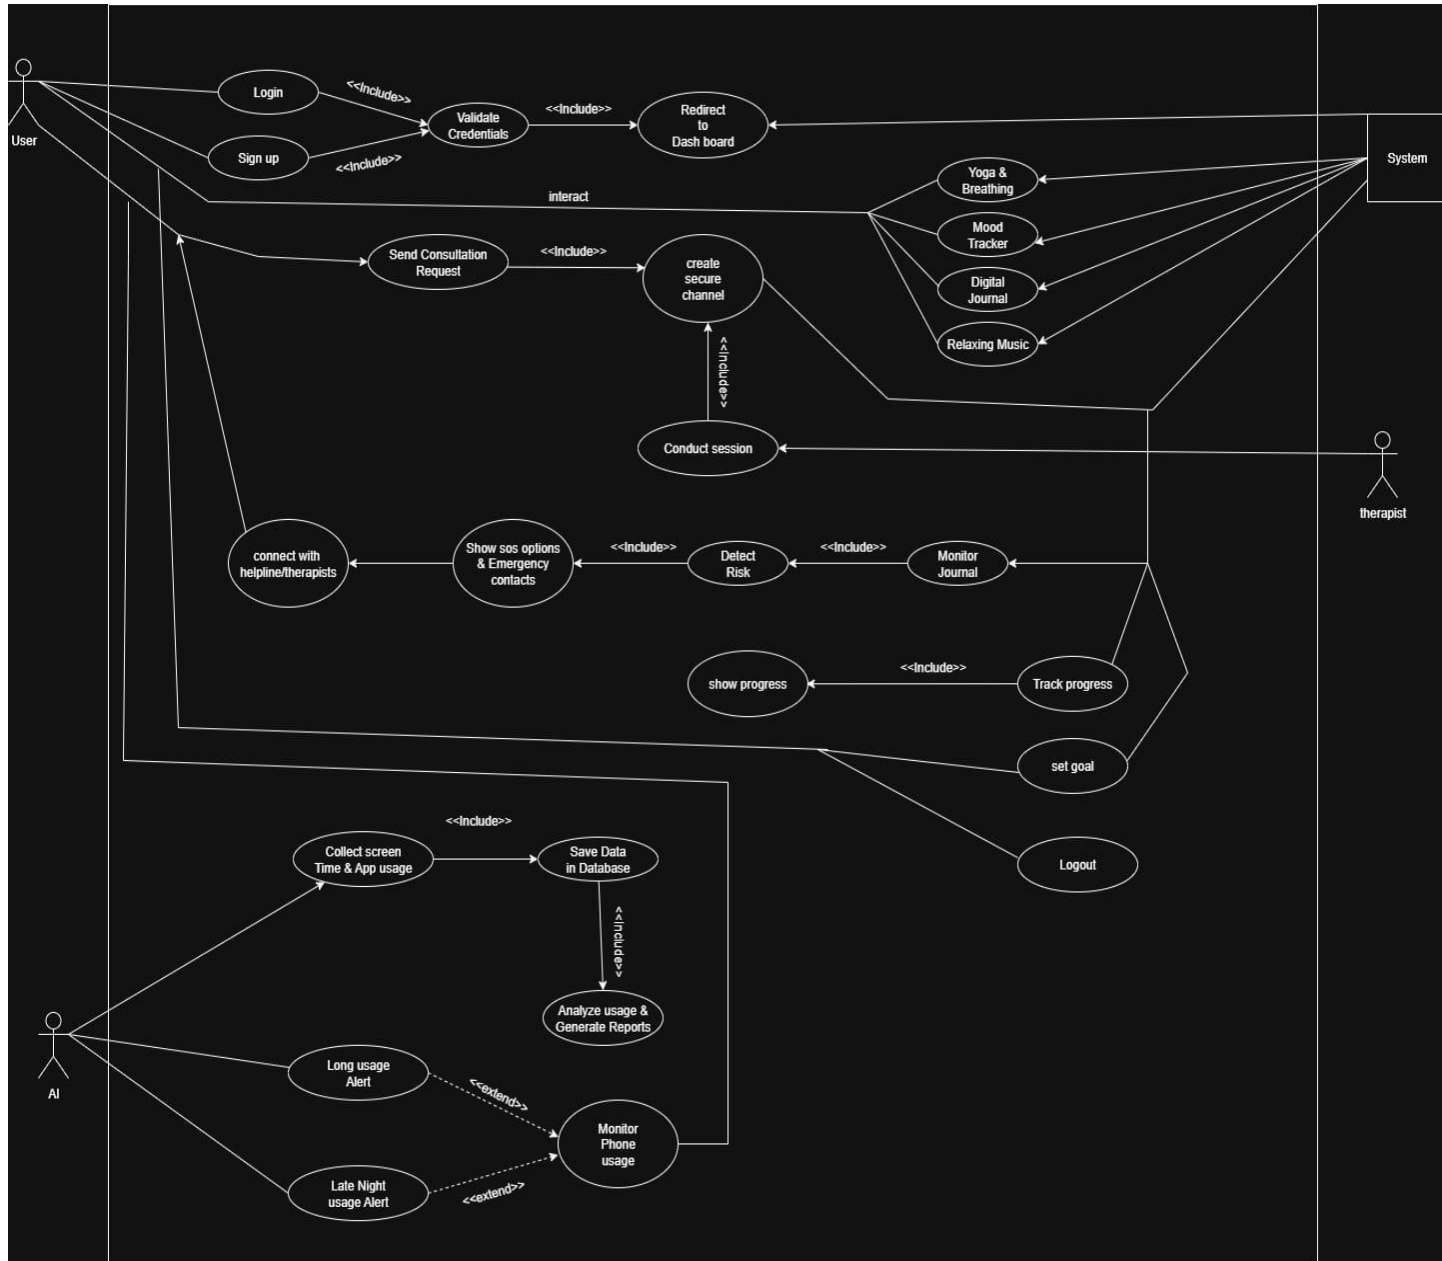 User
Login
<<Include>>
Sign up
<<Include>>
Validate
Credentials
<<Include>>
Redirect
to
Dash board
System
interact
Yoga &
Breathing
Mood
Tracker
Digital
Journal
Relaxing Music
Send Consultation
Request
<<Include>>
create
secure
channel
<<Include>>
Conduct session
therapist
connect with
helpline/therapists
Show sos options
& Emergency
contacts
<<Include>>
Detect
Risk
<<Include>>
Monitor
Journal
show progress
<<Include>>
Track progress
set goal
Logout
Collect screen
Time & App usage
<<Include>>
Save Data
in Database
<<Include>>
Analyze usage &
Generate Reports
AI
Long usage
Alert
<<extend>>
Monitor
Phone
usage
Late Night
usage Alert
<<extend>>